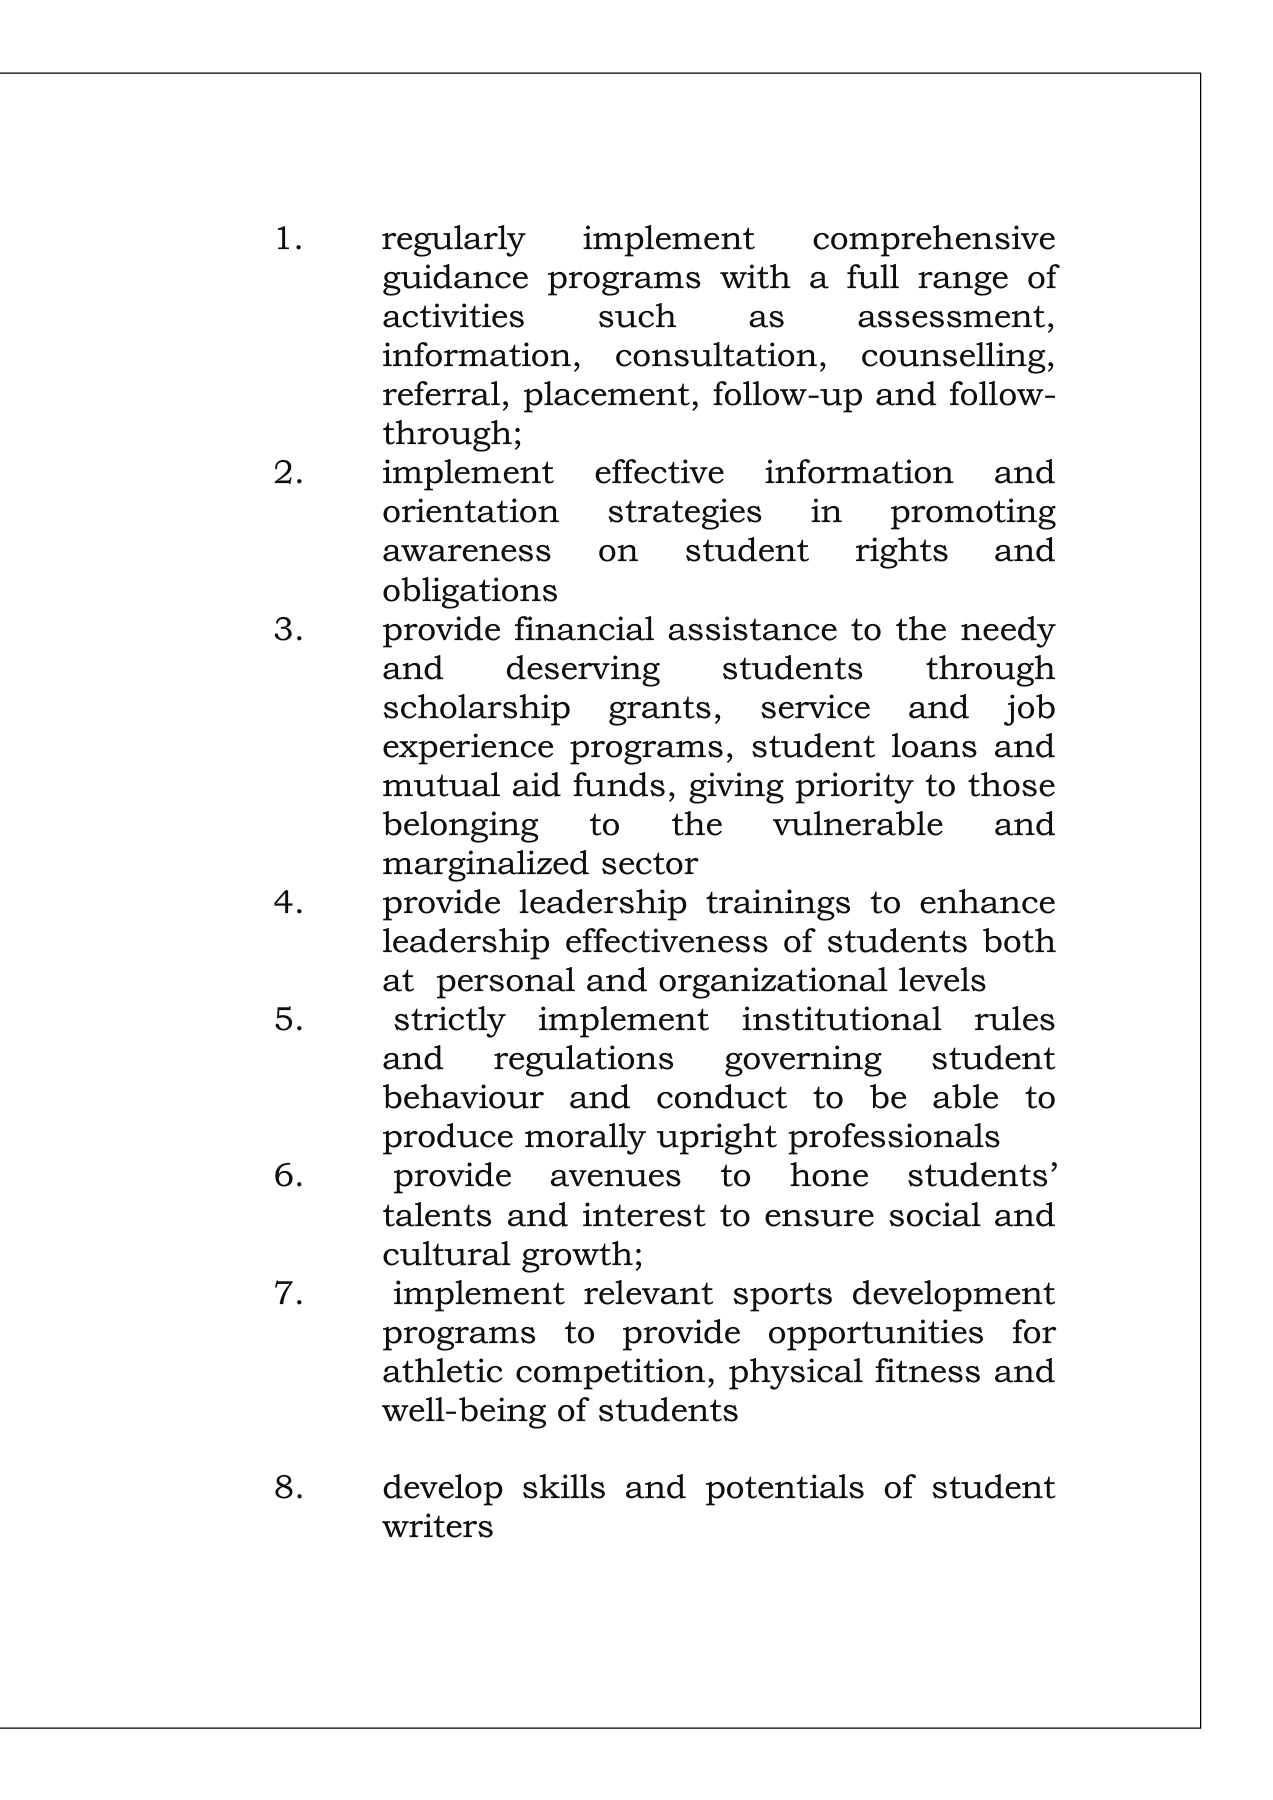 1. regularly implement comprehensive
guidance programs with a full range of
activities such as assessment,
information, consultation, counselling,
referral, placement, follow-up and follow-
through;
2. implement effective information and
orientation strategies in promoting
awareness on student rights and
obligations
3. provide financial assistance to the needy
and deserving students through
scholarship grants, service and job
experience programs, student loans and
mutual aid funds, giving priority to those
belonging to the vulnerable and
marginalized sector
4. provide leadership trainings to enhance
leadership effectiveness of students both
at personal and organizational levels
5. strictly implement institutional rules
and regulations governing student
behaviour and conduct to be able to
produce morally upright professionals
6. provide avenues to hone students’
talents and interest to ensure social and
cultural growth;
7. implement relevant sports development
programs to provide opportunities for
athletic competition, physical fitness and
well-being of students
8. develop skills and potentials of student
writers